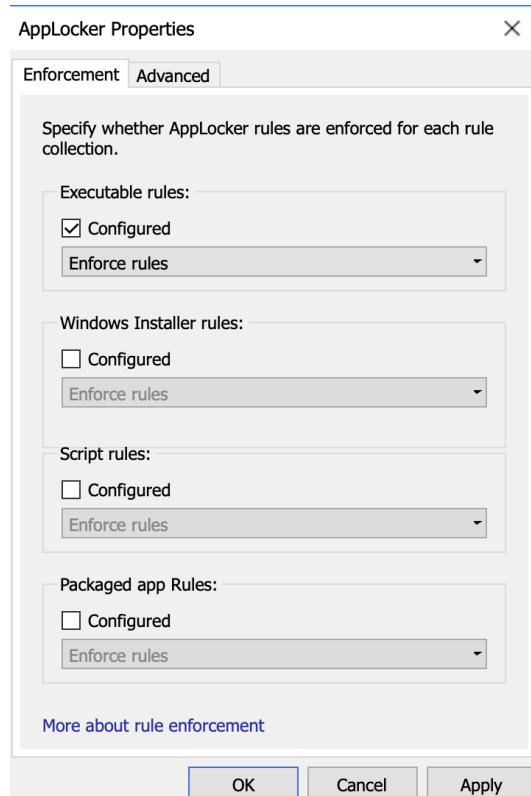 AppLocker Properties
Enforcement
Advanced
Specify whether AppLocker rules are enforced for each rule
collection.
Executable rules:
Configured
Enforce rules
Windows Installer rules:
Configured
Enforce rules
Script rules:
Configured
Enforce rules
Packaged app Rules:
Configured
Enforce rules
More about rule enforcement
OK
Cancel
Apply